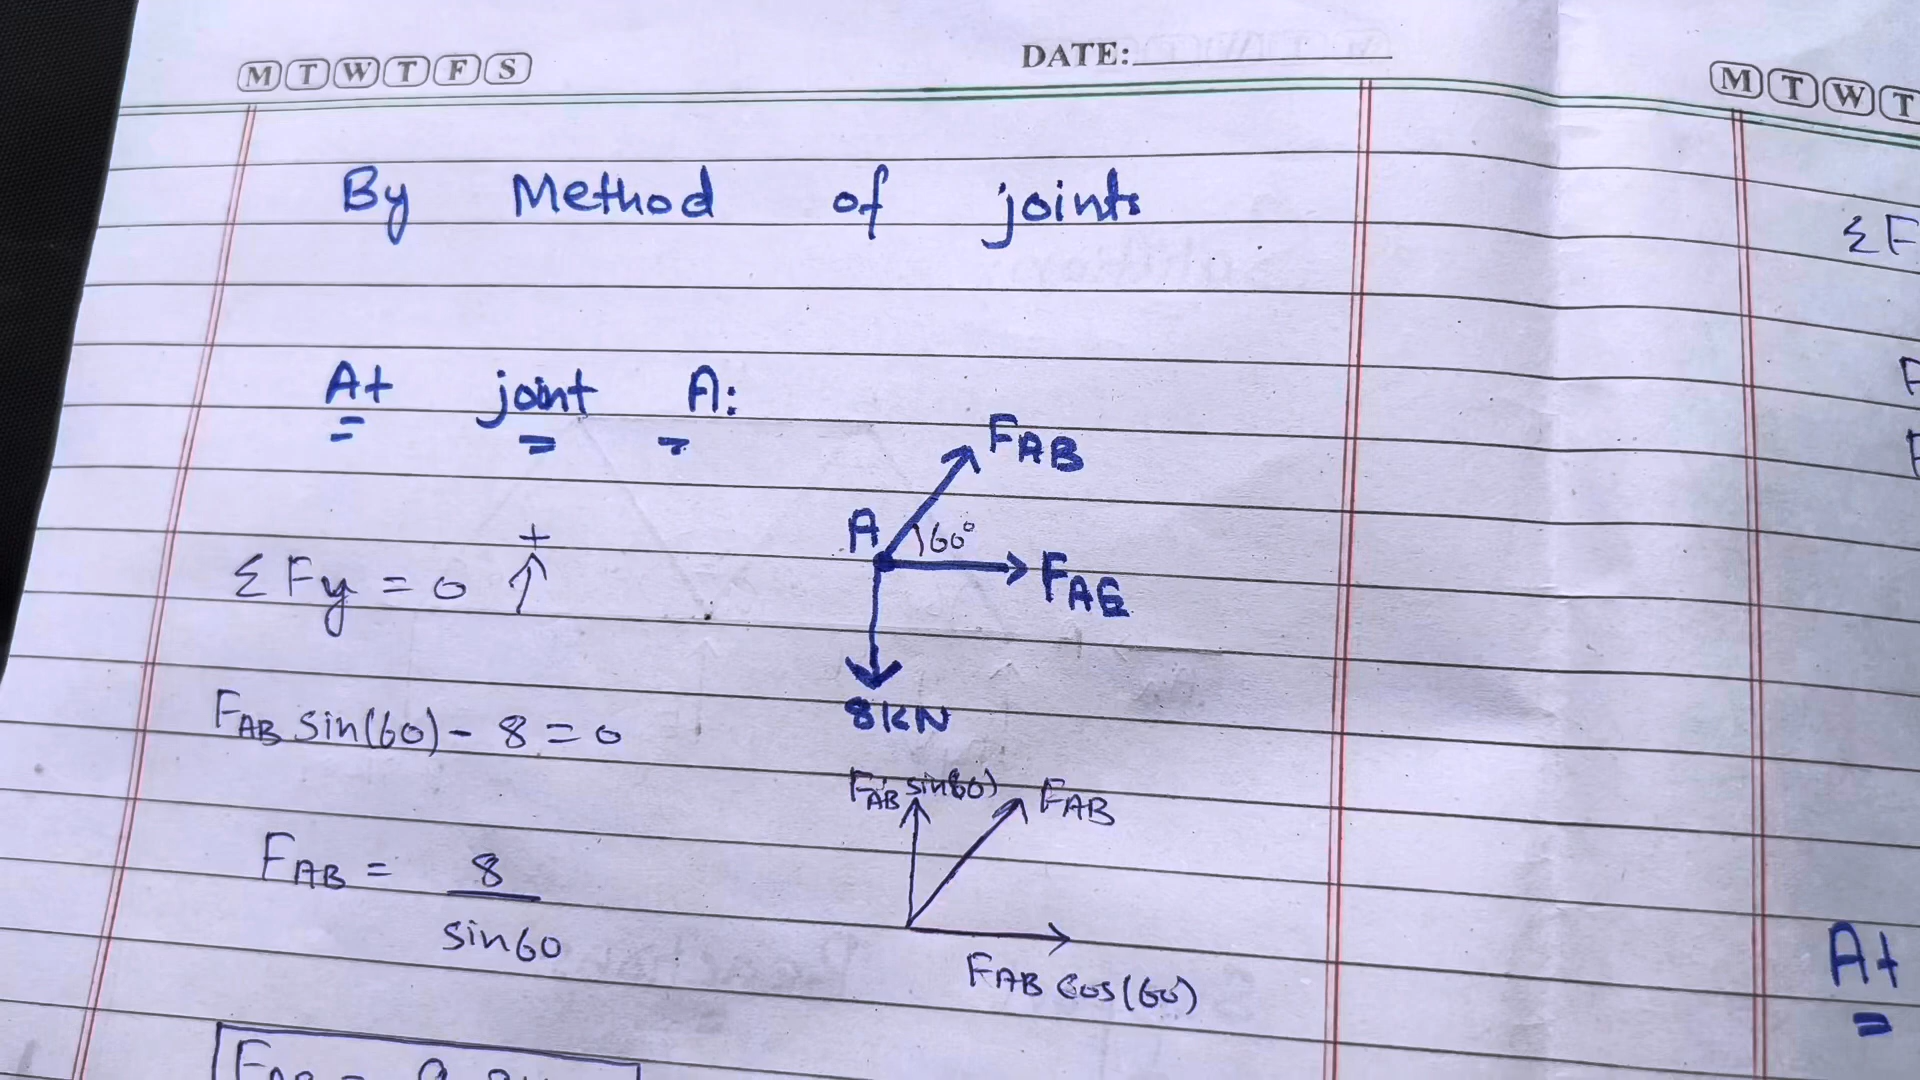 M T W T F S
DATE:
M T W T
By Method of joints
At joint A:
FAB
A
60°
FAE
8KN
ΣFy = 0 ↑+
FAB sin(60) - 8 = 0
FAB = 8
sin60
FAB sin(60)
FAB
FAB cos(60)
ΣF
At